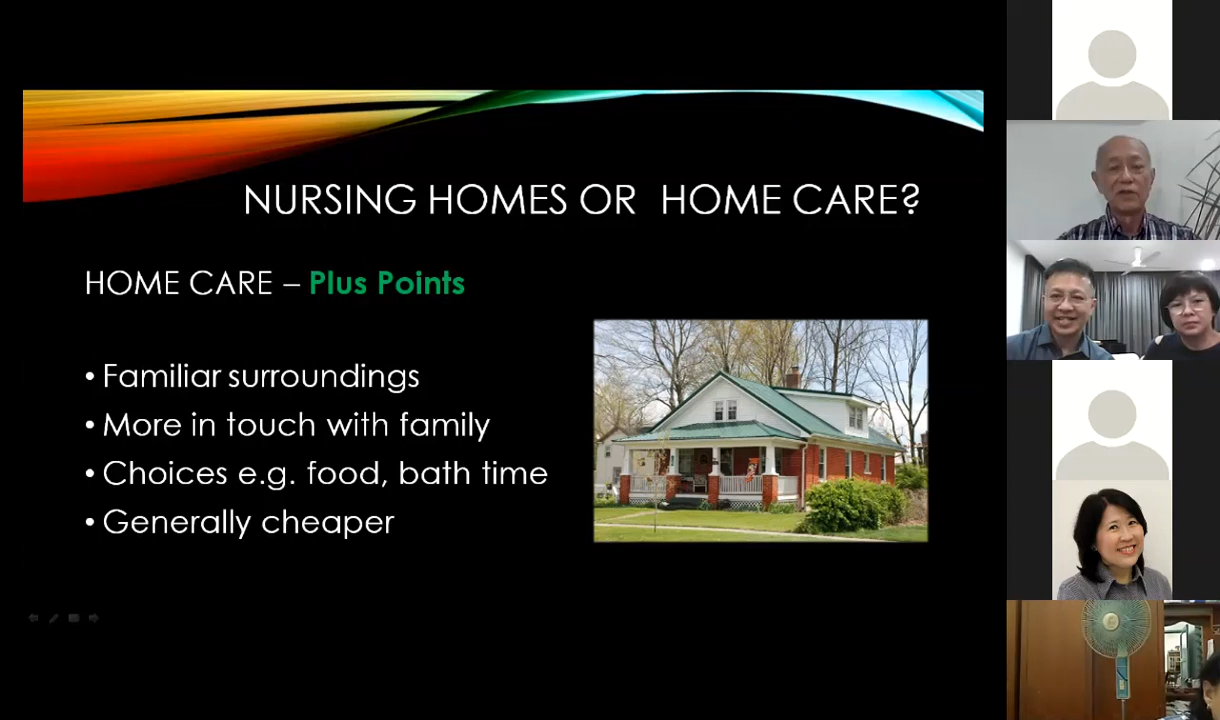 NURSING HOMES OR HOME CARE?
HOME CARE – Plus Points
• Familiar surroundings
• More in touch with family
• Choices e.g. food, bath time
• Generally cheaper